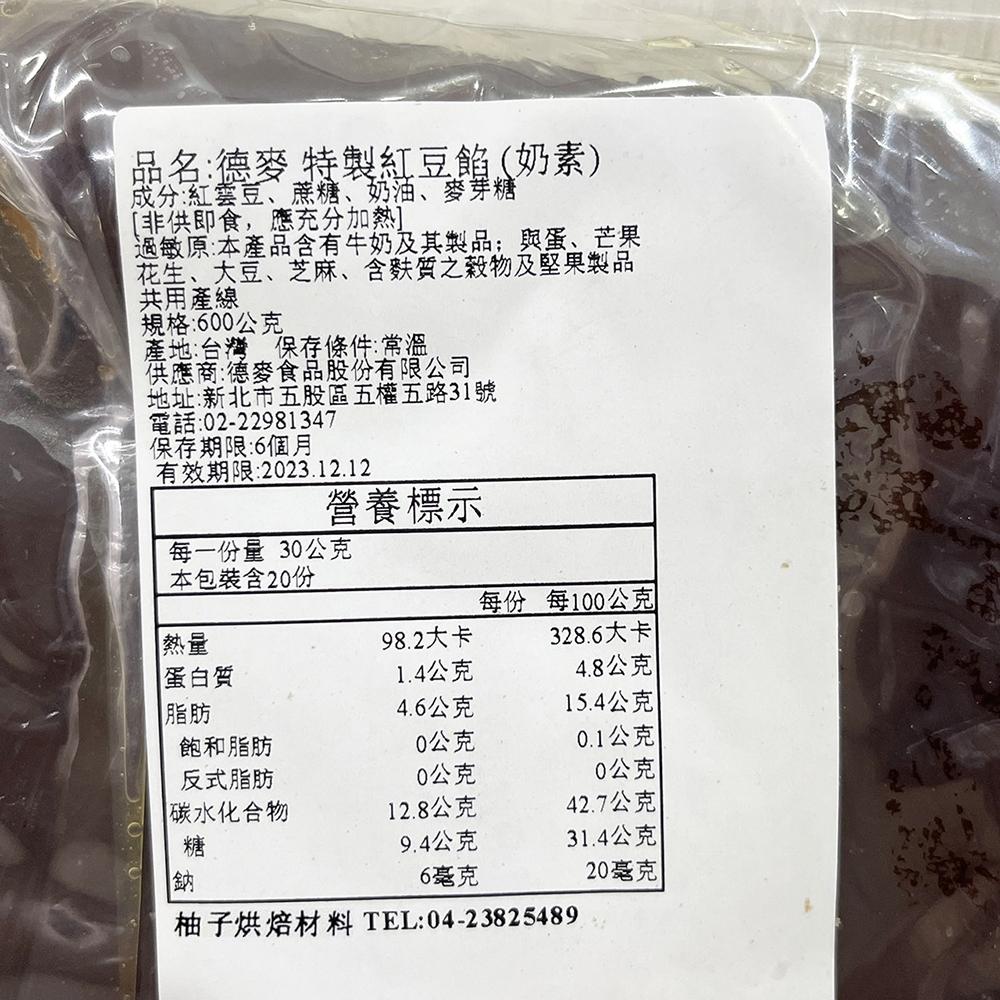 品名:德麥 特製紅豆餡(奶素)
成分:紅雲豆、蔗糖、奶油、麥芽糖
[非供即食，應充分加熱]
過敏原:本產品含有牛奶及其製品；與蛋、芒果
花生、大豆、芝麻、含麩質之穀物及堅果製品
共用產線
規格:600公克
產地:台灣 保存條件:常溫
供應商:德麥食品股份有限公司
地址:新北市五股區五權五路31號
電話:02-22981347
保存期限:6個月
有效期限:2023.12.12
營養標示
每一份量 30公克
本包裝含20份
每份 每100公克
熱量 98.2大卡 328.6大卡
蛋白質 1.4公克 4.8公克
脂肪 4.6公克 15.4公克
飽和脂肪 0公克 0.1公克
反式脂肪 0公克 0公克
碳水化合物 12.8公克 42.7公克
糖 9.4公克 31.4公克
鈉 6毫克 20毫克
柚子烘焙材料 TEL:04-23825489